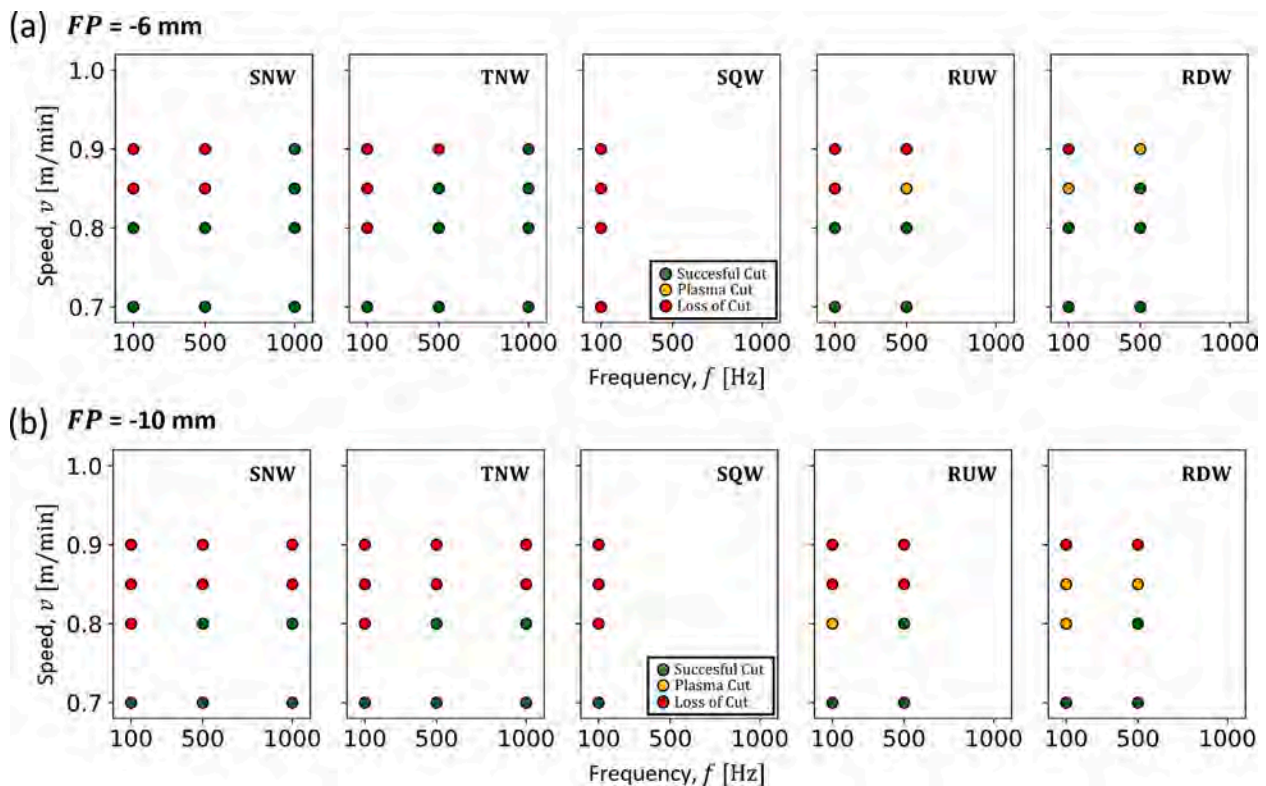 (a) FP = -6 mm
SNW TNW SQW RUW RDW
1.0
0.9
0.8
0.7
Speed, v [m/min]
Succesful Cut
Plasma Cut
Loss of Cut
100 500 1000 100 500 1000 100 500 1000 100 500 1000 100 500 1000
Frequency, f [Hz]
(b) FP = -10 mm
SNW TNW SQW RUW RDW
1.0
0.9
0.8
0.7
Speed, v [m/min]
Succesful Cut
Plasma Cut
Loss of Cut
100 500 1000 100 500 1000 100 500 1000 100 500 1000 100 500 1000
Frequency, f [Hz]